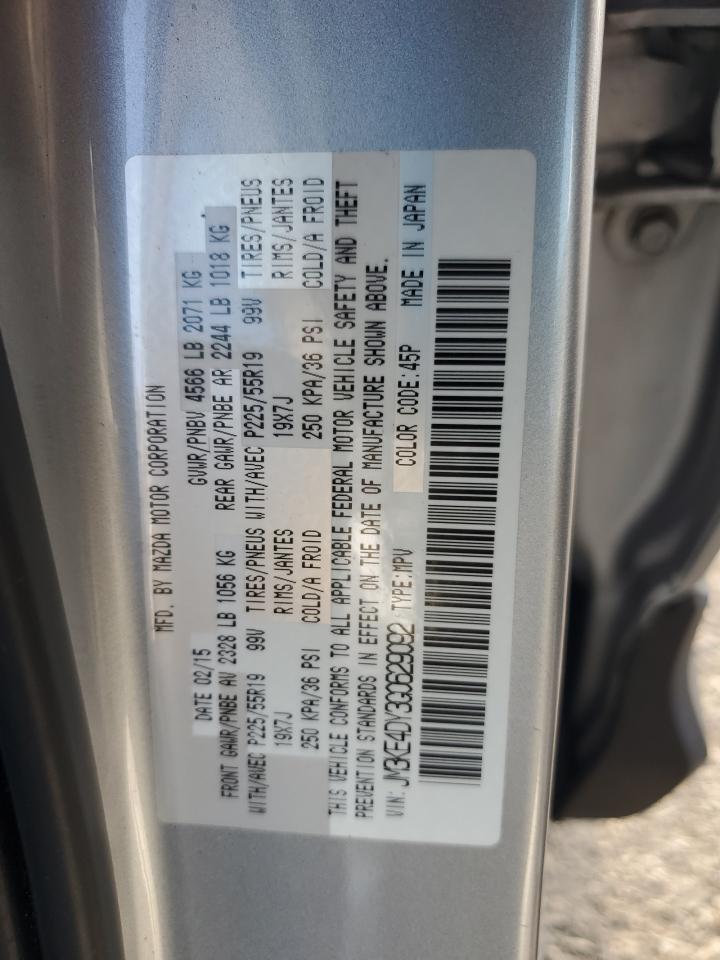 MFD. BY MAZDA MOTOR CORPORATION
DATE 02/15 GVWR/PNBV 4566 LB 2071 KG
FRONT GAWR/PNBE AV 2328 LB 1056 KG REAR GAWR/PNBE AR 2244 LB 1018 KG
WITH/AVEC P225/55R19 99V TIRES/PNEUS WITH/AVEC P225/55R19 99V TIRES/PNEUS
19X7J RIMS/JANTES 19X7J RIMS/JANTES
250 KPA/36 PSI COLD/A FROID 250 KPA/36 PSI COLD/A FROID
THIS VEHICLE CONFORMS TO ALL APPLICABLE FEDERAL MOTOR VEHICLE SAFETY AND THEFT
PREVENTION STANDARDS IN EFFECT ON THE DATE OF MANUFACTURE SHOWN ABOVE.
VIN: JM3KE4DY3G0629092 TYPE:MPV COLOR CODE:45P MADE IN JAPAN